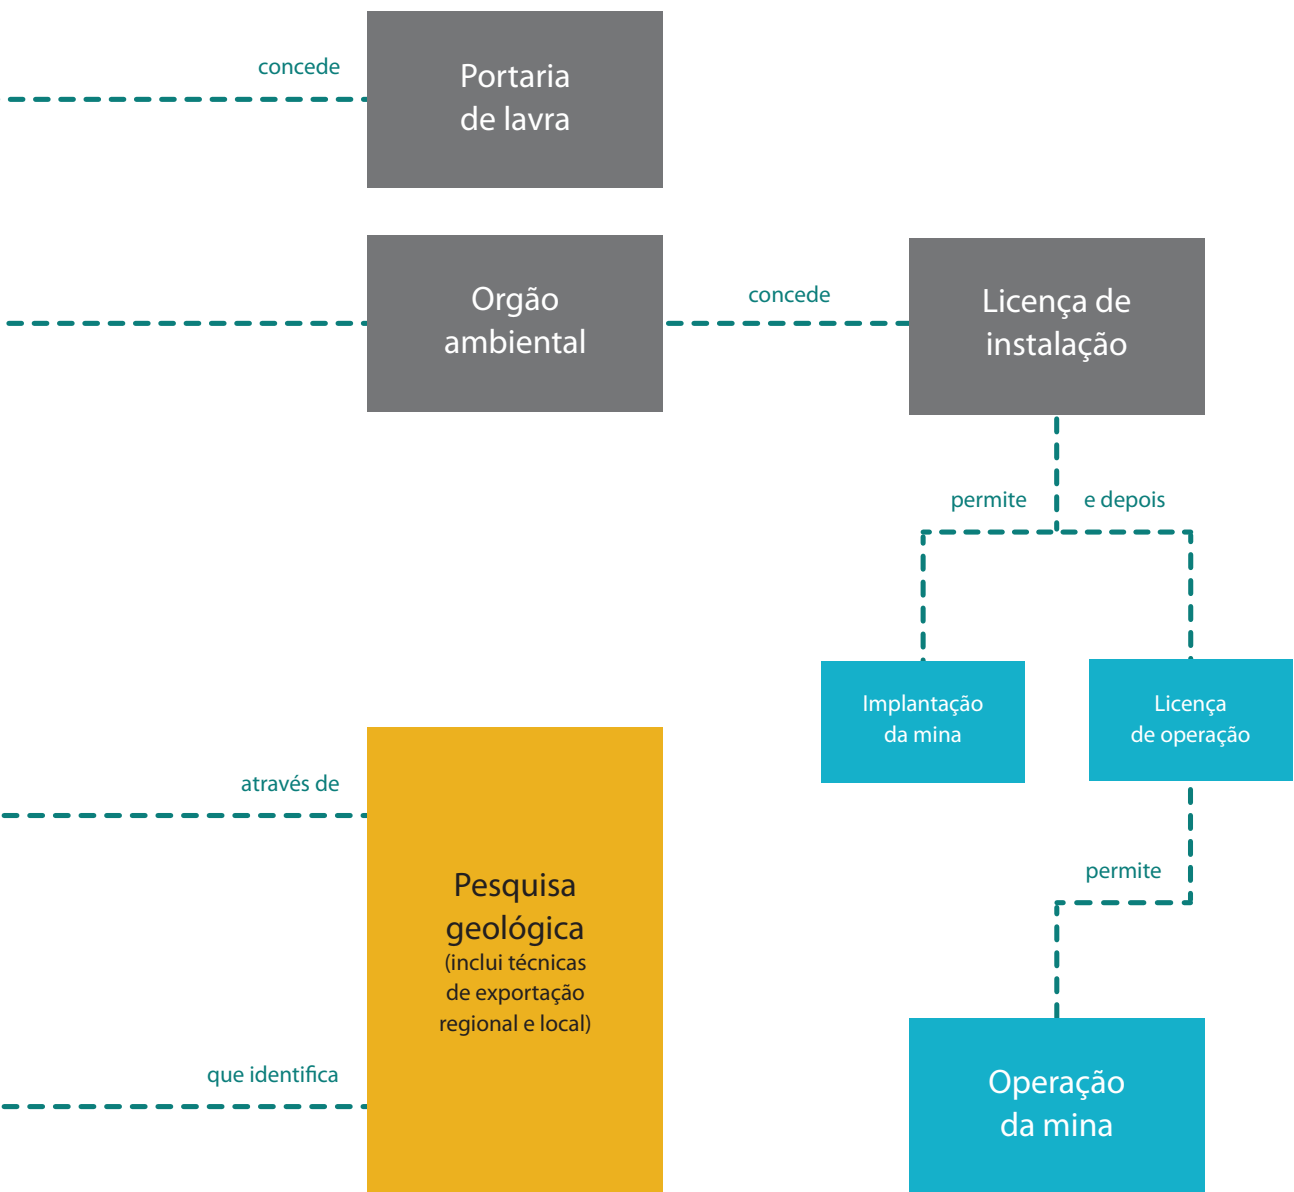 concede
Portaria
de lavra
Orgão
ambiental
concede
Licença de
instalação
permite
e depois
Implantação
da mina
Licença
de operação
através de
Pesquisa
geológica
(inclui técnicas
de exportação
regional e local)
permite
que identifica
Operação
da mina